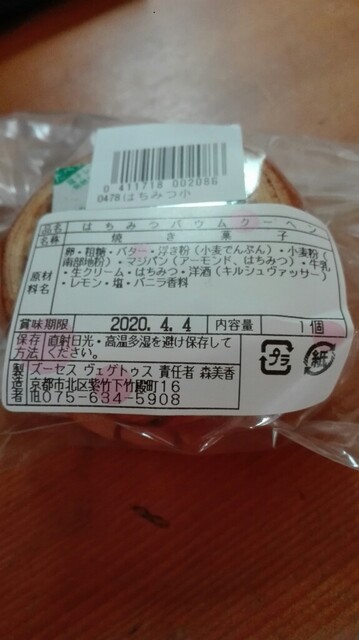 0 411718 002086
0478はちみつ小
品名 はちみつバウムクーヘン
名称 焼き菓子
原材料名 卵・粗糖・バター・浮き粉（小麦でんぷん）・小麦粉
（南部地粉）・マジパン（アーモンド、はちみつ）・牛乳
・生クリーム・はちみつ・洋酒（キルシュヴァッサー）
・レモン・塩・バニラ香料
賞味期限 2020.4.4 内容量 1個
保存方法 直射日光・高温多湿を避け保存して
ください。
製造者 ズーセス ヴェゲトゥス 責任者 森美香
京都市北区紫竹下竹殿町16
℡075-634-5908
プラ
紙